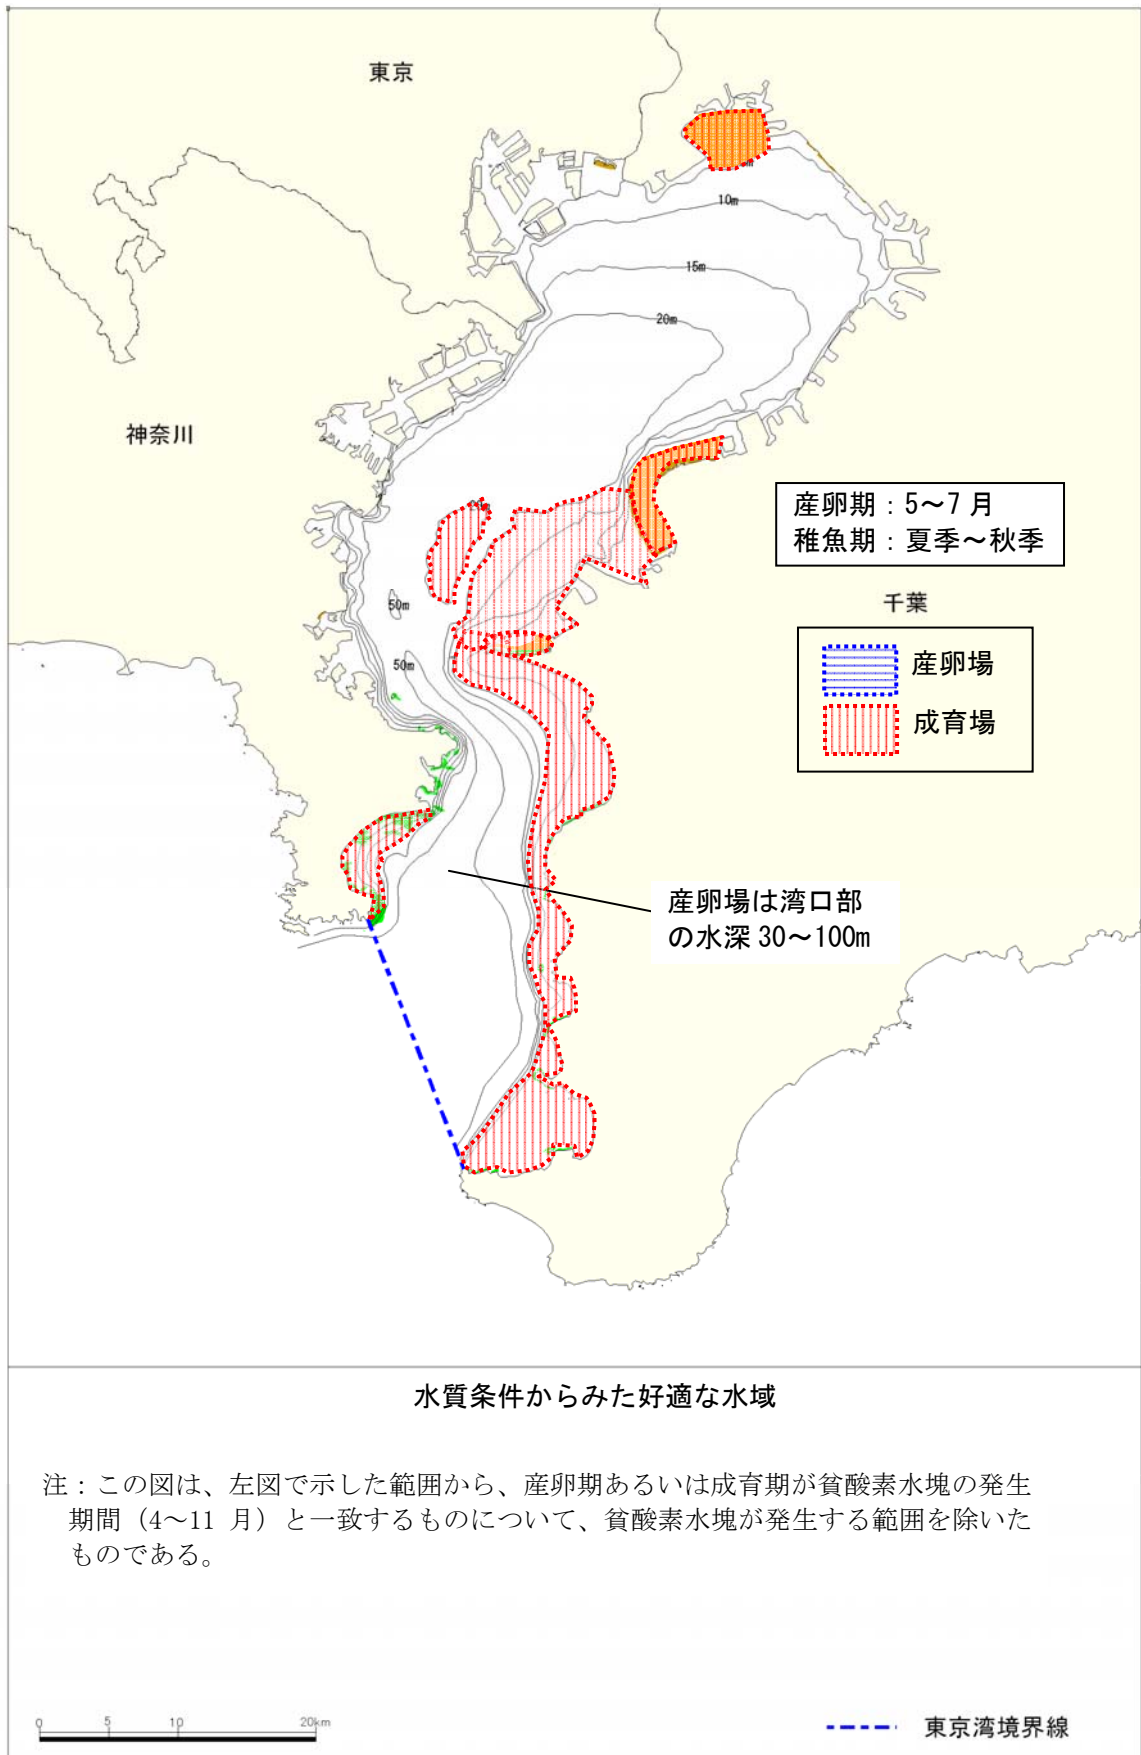 東京
10m
15m
20m
神奈川
産卵期：5～7 月
稚魚期：夏季～秋季
千葉
50m
50m
産卵場
成育場
産卵場は湾口部
の水深 30～100m
水質条件からみた好適な水域
注：この図は、左図で示した範囲から、産卵期あるいは成育期が貧酸素水塊の発生
期間（4～11 月）と一致するものについて、貧酸素水塊が発生する範囲を除いた
ものである。
0 5 10 20km
東京湾境界線